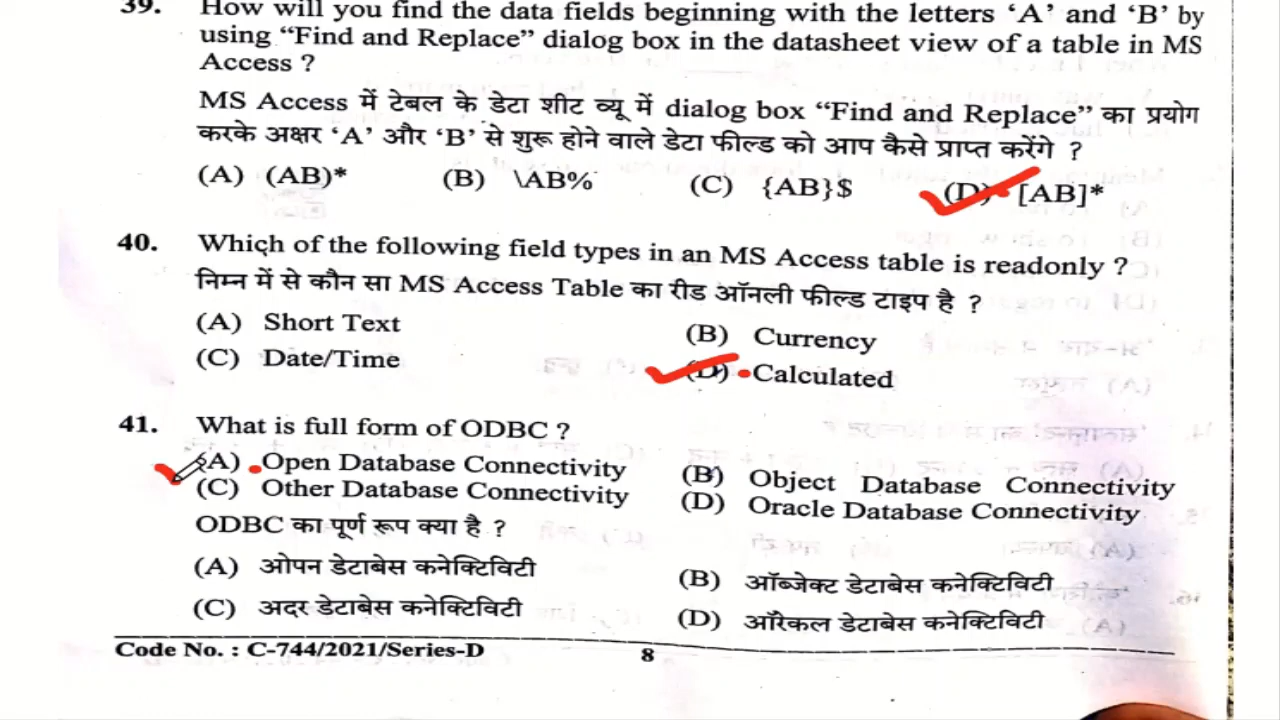 39. How will you find the data fields beginning with the letters ‘A’ and ‘B’ by
using “Find and Replace” dialog box in the datasheet view of a table in MS
Access ?
MS Access में टेबल के डेटा शीट व्यू में dialog box “Find and Replace” का प्रयोग
करके अक्षर ‘A’ और ‘B’ से शुरू होने वाले डेटा फील्ड को आप कैसे प्राप्त करेंगे ?
(A) (AB)* (B) \AB% (C) {AB}$ (D) [AB]*
40. Which of the following field types in an MS Access table is readonly ?
निम्न में से कौन सा MS Access Table का रीड ऑनली फील्ड टाइप है ?
(A) Short Text (B) Currency
(C) Date/Time (D) Calculated
41. What is full form of ODBC ?
(A) Open Database Connectivity (B) Object Database Connectivity
(C) Other Database Connectivity (D) Oracle Database Connectivity
ODBC का पूर्ण रूप क्या है ?
(A) ओपन डेटाबेस कनेक्टिविटी (B) ऑब्जेक्ट डेटाबेस कनेक्टिविटी
(C) अदर डेटाबेस कनेक्टिविटी (D) ऑरेकल डेटाबेस कनेक्टिविटी
Code No. : C-744/2021/Series-D 8